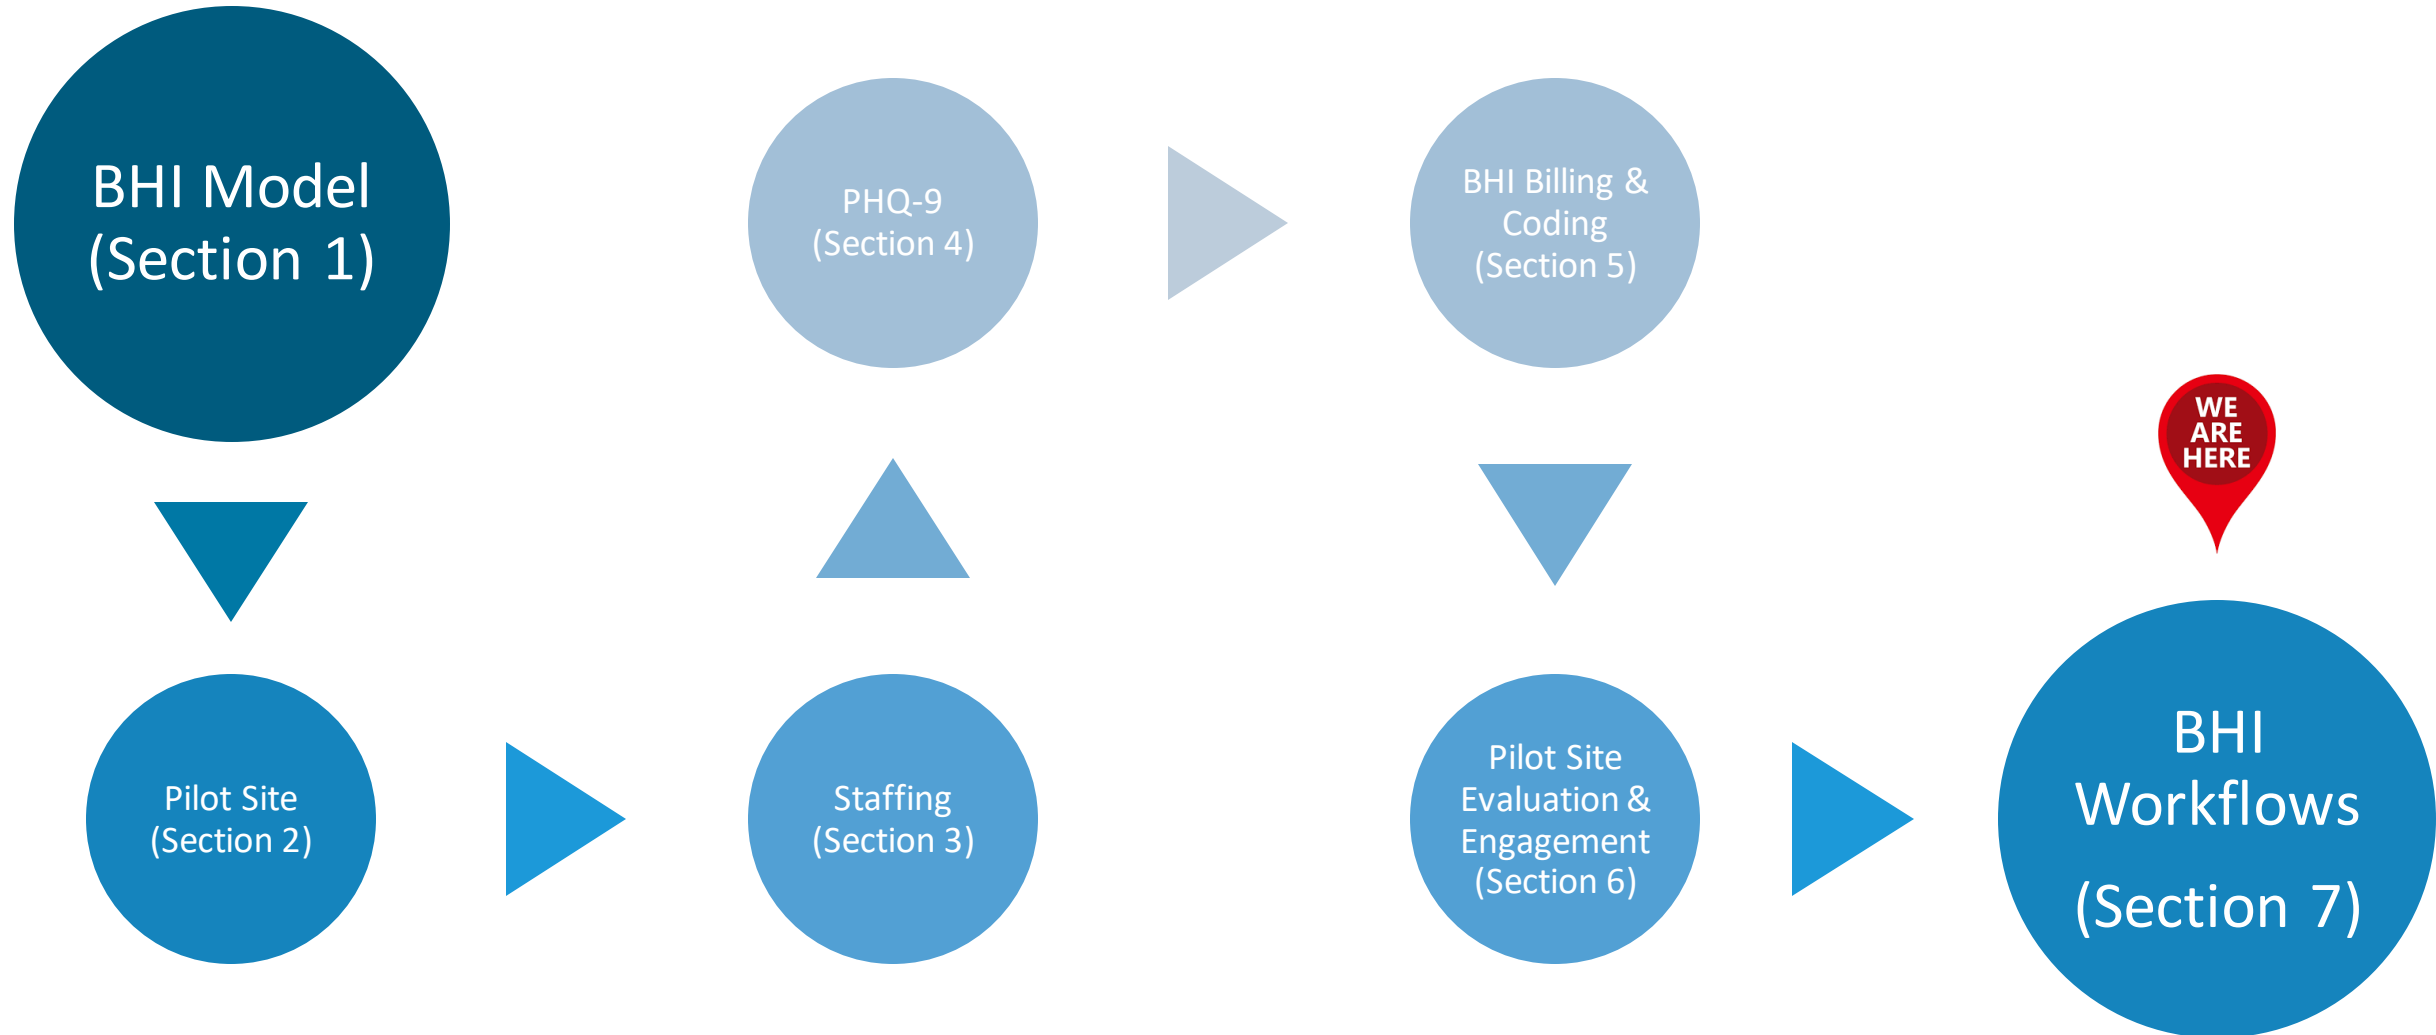 BHI Model
(Section 1)
Pilot Site
(Section 2)
Staffing
(Section 3)
PHQ-9
(Section 4)
BHI Billing &
Coding
(Section 5)
Pilot Site
Evaluation &
Engagement
(Section 6)
WE
ARE
HERE
BHI
Workflows
(Section 7)